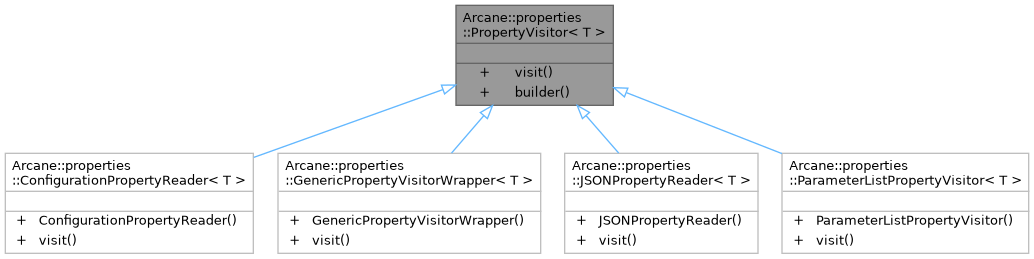 Arcane::properties
::PropertyVisitor< T >
+ visit()
+ builder()
Arcane::properties
::ConfigurationPropertyReader< T >
+ ConfigurationPropertyReader()
+ visit()
Arcane::properties
::GenericPropertyVisitorWrapper< T >
+ GenericPropertyVisitorWrapper()
+ visit()
Arcane::properties
::JSONPropertyReader< T >
+ JSONPropertyReader()
+ visit()
Arcane::properties
::ParameterListPropertyVisitor< T >
+ ParameterListPropertyVisitor()
+ visit()